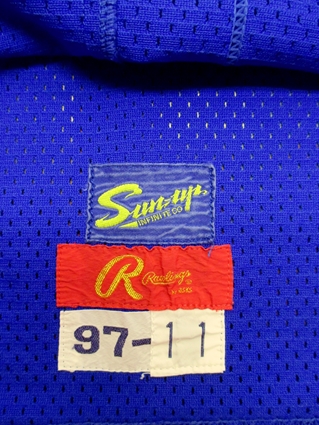 Sun-up
INFINITE CO
R Rawlings ®
97-11